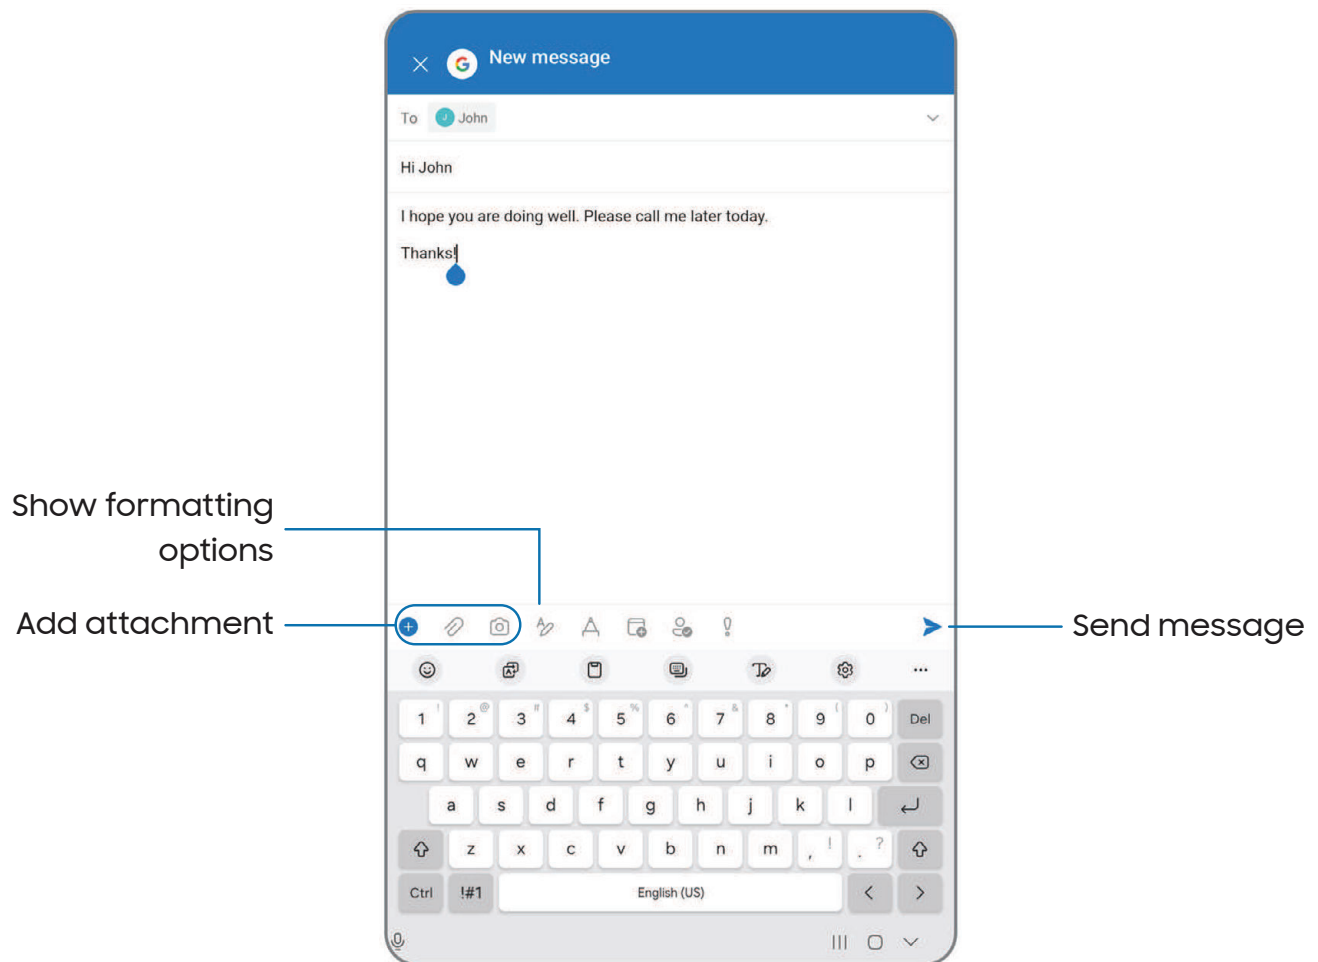 New message
To John
Hi John
I hope you are doing well. Please call me later today.
Thanks!
Show formatting
options
Add attachment
Send message
1 ! 2 @ 3 # 4 $ 5 % 6 ^ 7 & 8 * 9 ( 0 ) Del
q w e r t y u i o p
a s d f g h j k l
z x c v b n m , ! . ?
Ctrl !#1 English (US) < >